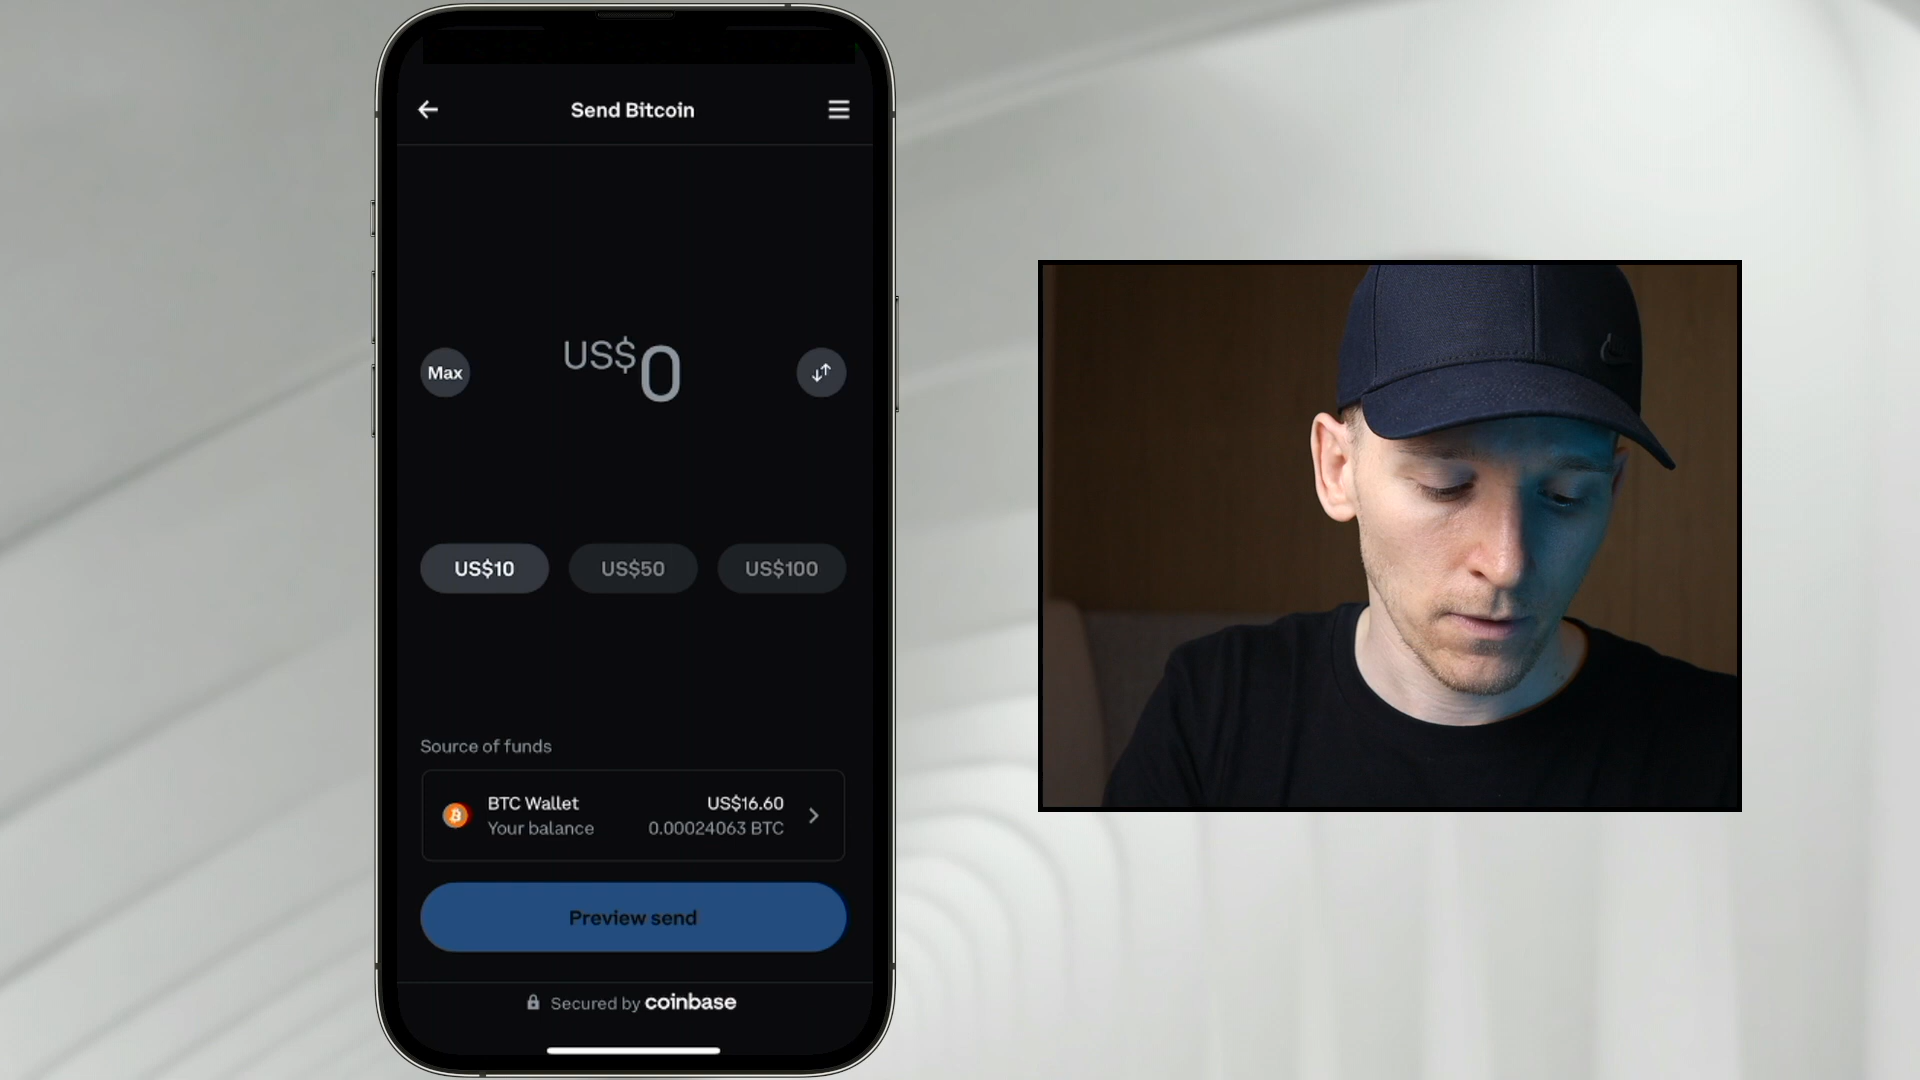 Send Bitcoin
Max
US$0
US$10
US$50
US$100
Source of funds
BTC Wallet
US$16.60
Your balance
0.00024063 BTC
Preview send
Secured by coinbase